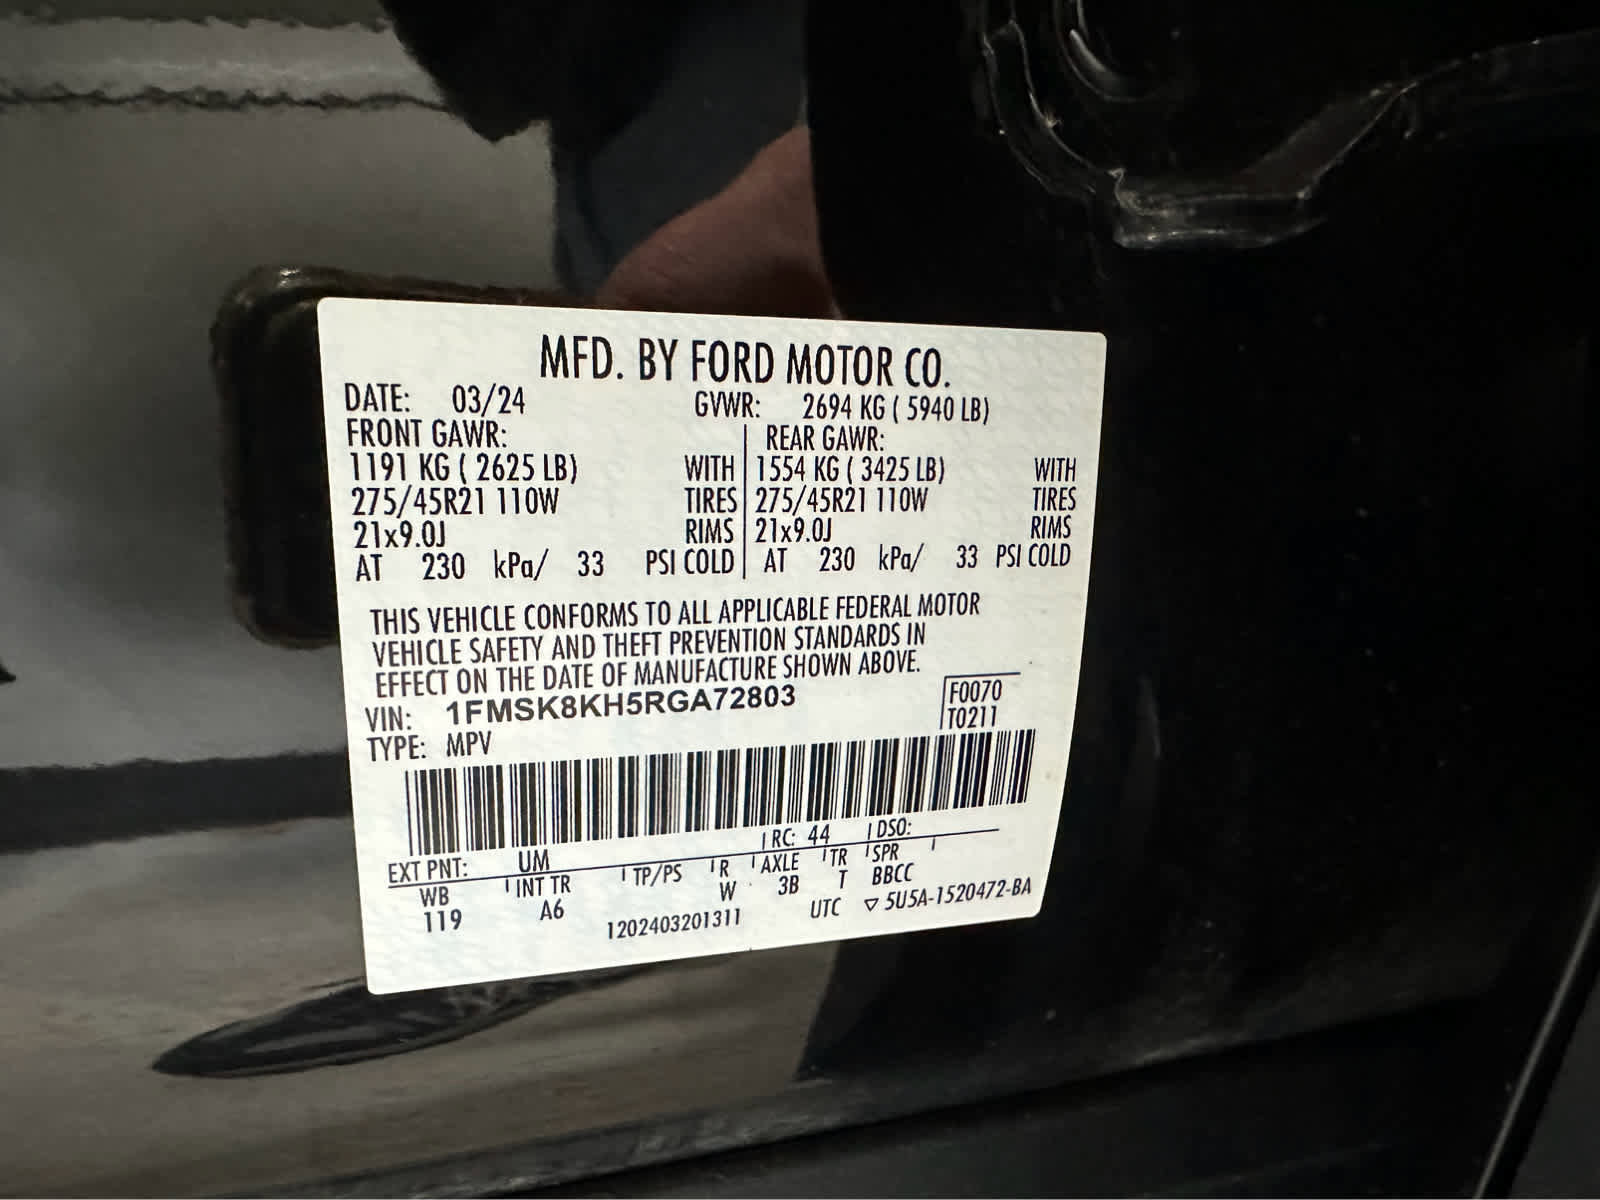 MFD. BY FORD MOTOR CO.
DATE: 03/24 GVWR: 2694 KG ( 5940 LB)
FRONT GAWR: REAR GAWR:
1191 KG ( 2625 LB) WITH 1554 KG ( 3425 LB) WITH
275/45R21 110W TIRES 275/45R21 110W TIRES
21x9.0J RIMS 21x9.0J RIMS
AT 230 kPa/ 33 PSI COLD AT 230 kPa/ 33 PSI COLD
THIS VEHICLE CONFORMS TO ALL APPLICABLE FEDERAL MOTOR
VEHICLE SAFETY AND THEFT PREVENTION STANDARDS IN
EFFECT ON THE DATE OF MANUFACTURE SHOWN ABOVE.
VIN: 1FMSK8KH5RGA72803 F0070
TYPE: MPV T0211
EXT PNT: UM RC: 44 DSO:
WB INT TR TP/PS R AXLE TR SPR
119 A6 W 3B T BBCC
1202403201311 UTC ▽ 5U5A-1520472-BA